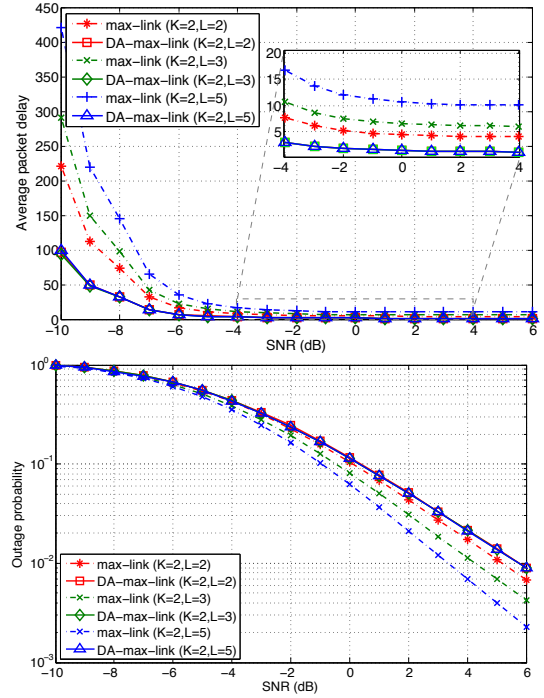 450
400
350
300
250
200
150
100
50
0
Average packet delay
max−link (K=2,L=2)
DA−max−link (K=2,L=2)
max−link (K=2,L=3)
DA−max−link (K=2,L=3)
max−link (K=2,L=5)
DA−max−link (K=2,L=5)
20
15
10
5
−4 −2 0 2 4
−10 −8 −6 −4 −2 0 2 4 6
SNR (dB)
10^0
10^−1
10^−2
10^−3
Outage probability
max−link (K=2,L=2)
DA−max−link (K=2,L=2)
max−link (K=2,L=3)
DA−max−link (K=2,L=3)
max−link (K=2,L=5)
DA−max−link (K=2,L=5)
−10 −8 −6 −4 −2 0 2 4 6
SNR (dB)